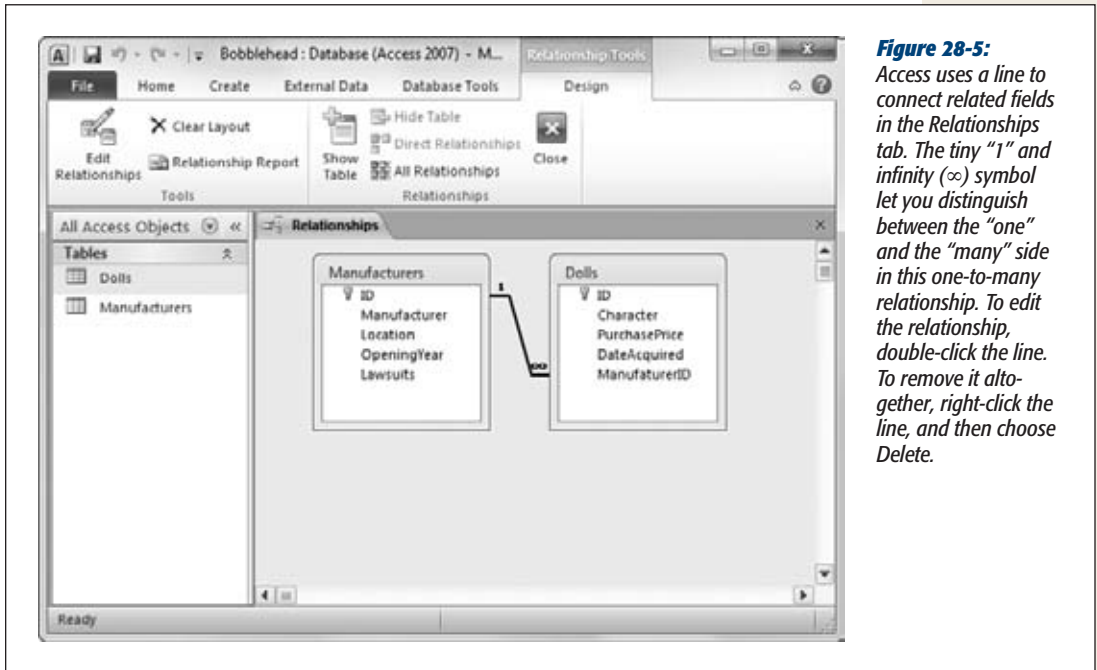 Bobblehead : Database (Access 2007) - M...
Relationship Tools
File Home Create External Data Database Tools Design
Edit Relationships
Clear Layout
Relationship Report
Tools
Show Table
Hide Table
Direct Relationships
All Relationships
Relationships
Close
All Access Objects
Tables
Dolls
Manufacturers
Relationships
Manufacturers
ID
Manufacturer
Location
OpeningYear
Lawsuits
1
∞
Dolls
ID
Character
PurchasePrice
DateAcquired
ManufaturerID
Ready
Figure 28-5:
Access uses a line to
connect related fields
in the Relationships
tab. The tiny “1” and
infinity (∞) symbol
let you distinguish
between the “one”
and the “many” side
in this one-to-many
relationship. To edit
the relationship,
double-click the line.
To remove it alto-
gether, right-click the
line, and then choose
Delete.